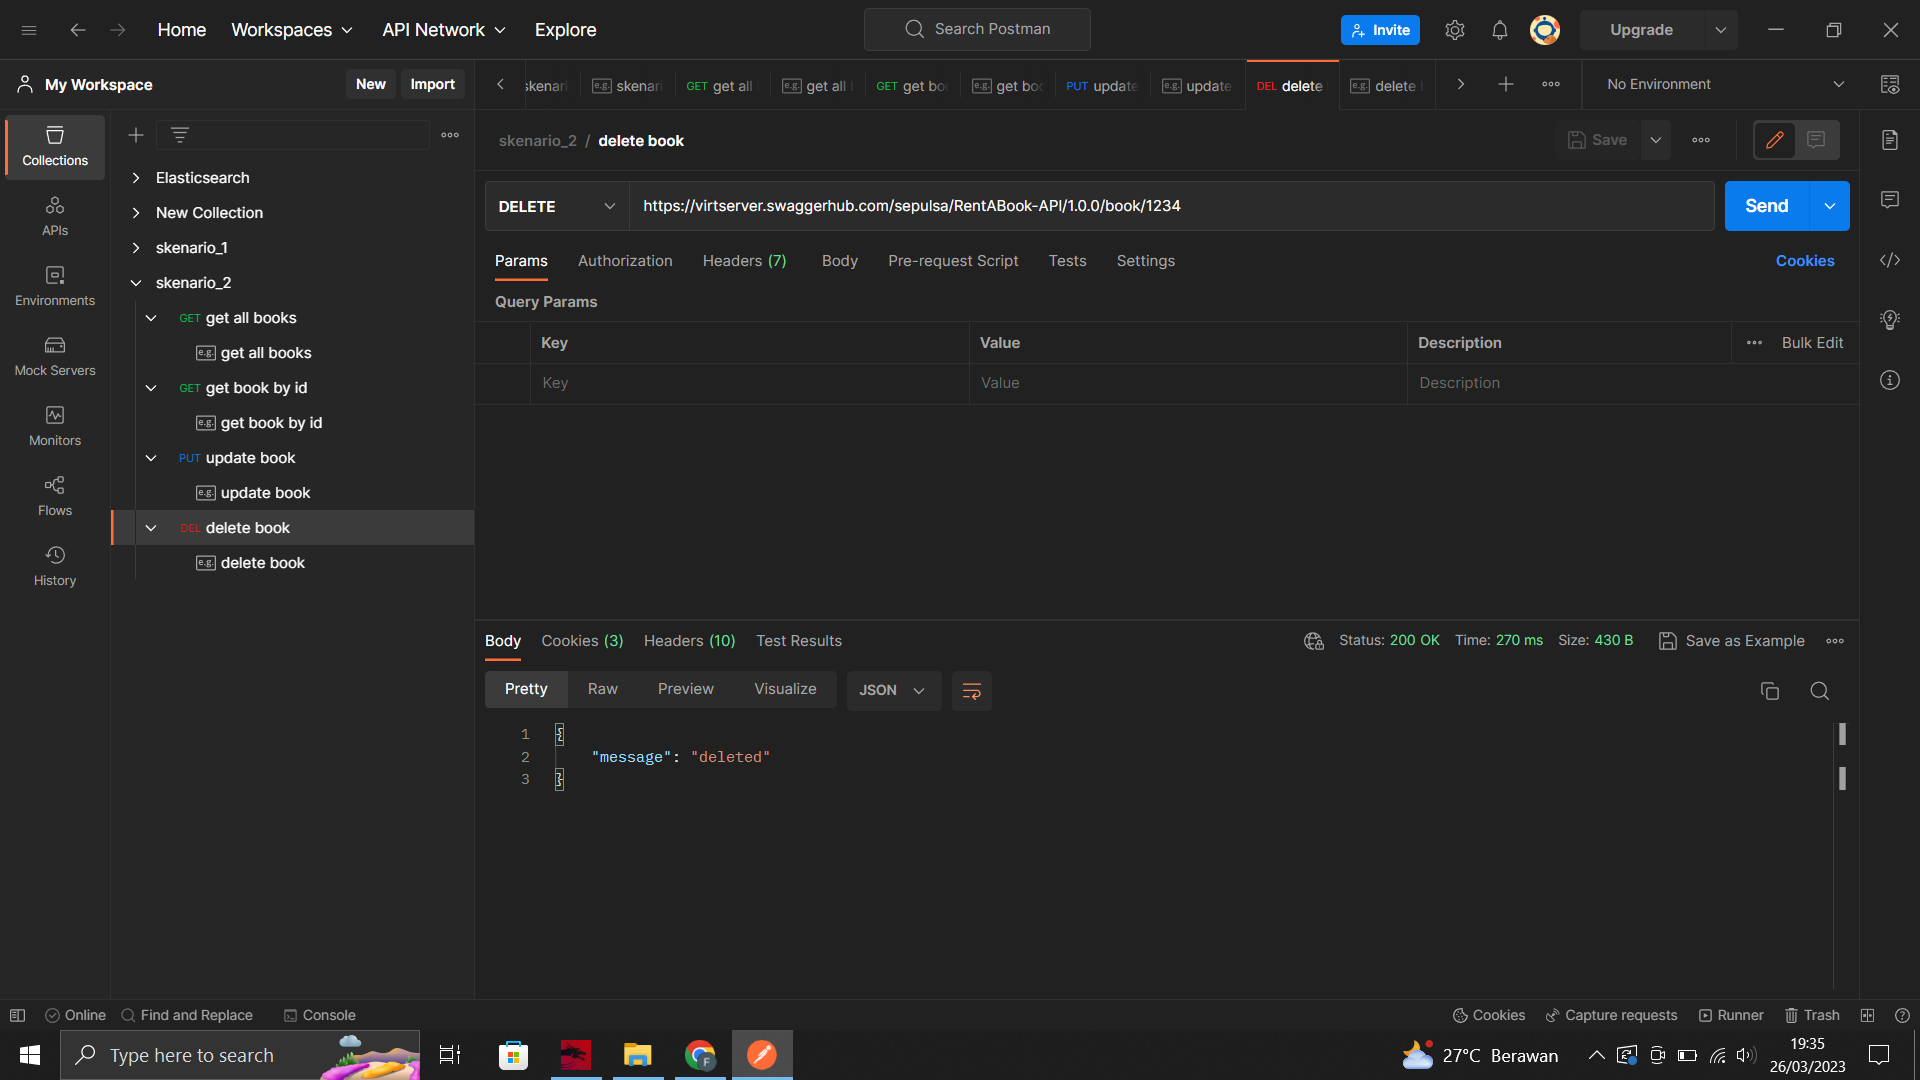 Home Workspaces API Network Explore Search Postman Invite Upgrade
My Workspace New Import skenari e.g. skenari GET get all e.g. get all GET get boo e.g. get boo PUT update e.g. update DEL delete e.g. delete No Environment
Collections
APIs
Environments
Mock Servers
Monitors
Flows
History
Elasticsearch
New Collection
skenario_1
skenario_2
GET get all books
e.g. get all books
GET get book by id
e.g. get book by id
PUT update book
e.g. update book
DEL delete book
e.g. delete book
skenario_2 / delete book Save
DELETE https://virtserver.swaggerhub.com/sepulsa/RentABook-API/1.0.0/book/1234 Send
Params Authorization Headers (7) Body Pre-request Script Tests Settings Cookies
Query Params
Key Value Description Bulk Edit
Key Value Description
Body Cookies (3) Headers (10) Test Results Status: 200 OK Time: 270 ms Size: 430 B Save as Example
Pretty Raw Preview Visualize JSON
1 {
2 "message": "deleted"
3 }
Online Find and Replace Console Cookies Capture requests Runner Trash
Type here to search F 27°C Berawan 19:35
26/03/2023